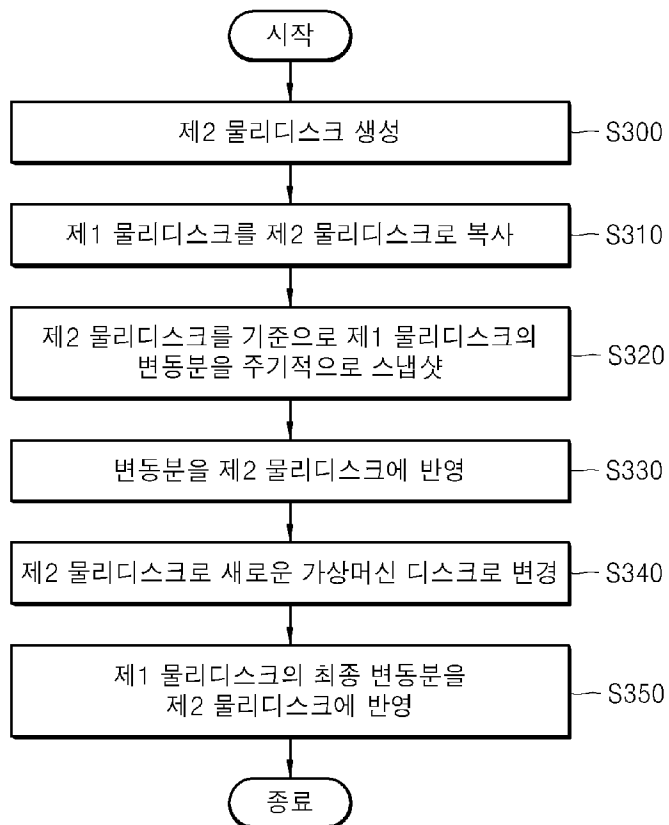 시작
제2 물리디스크 생성
S300
제1 물리디스크를 제2 물리디스크로 복사
S310
제2 물리디스크를 기준으로 제1 물리디스크의
변동분을 주기적으로 스냅샷
S320
변동분을 제2 물리디스크에 반영
S330
제2 물리디스크로 새로운 가상머신 디스크로 변경
S340
제1 물리디스크의 최종 변동분을
제2 물리디스크에 반영
S350
종료